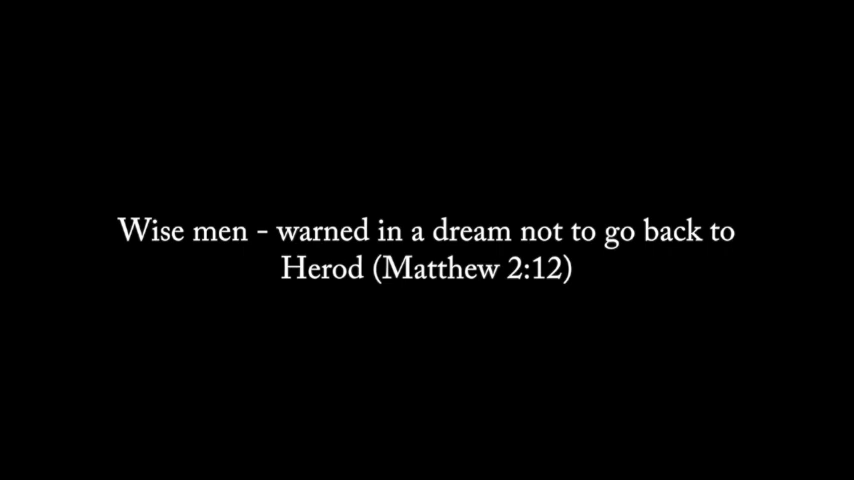 Wise men - warned in a dream not to go back to
Herod (Matthew 2:12)